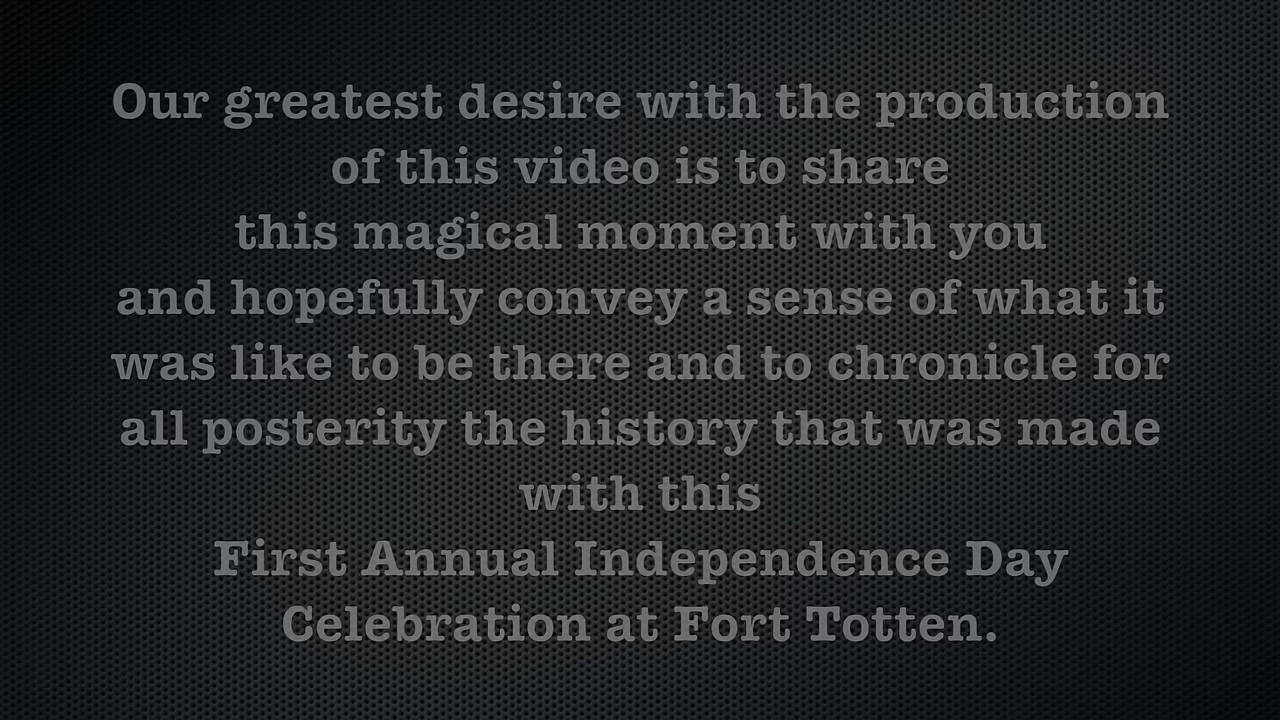 Our greatest desire with the production
of this video is to share
this magical moment with you
and hopefully convey a sense of what it
was like to be there and to chronicle for
all posterity the history that was made
with this
First Annual Independence Day
Celebration at Fort Totten.